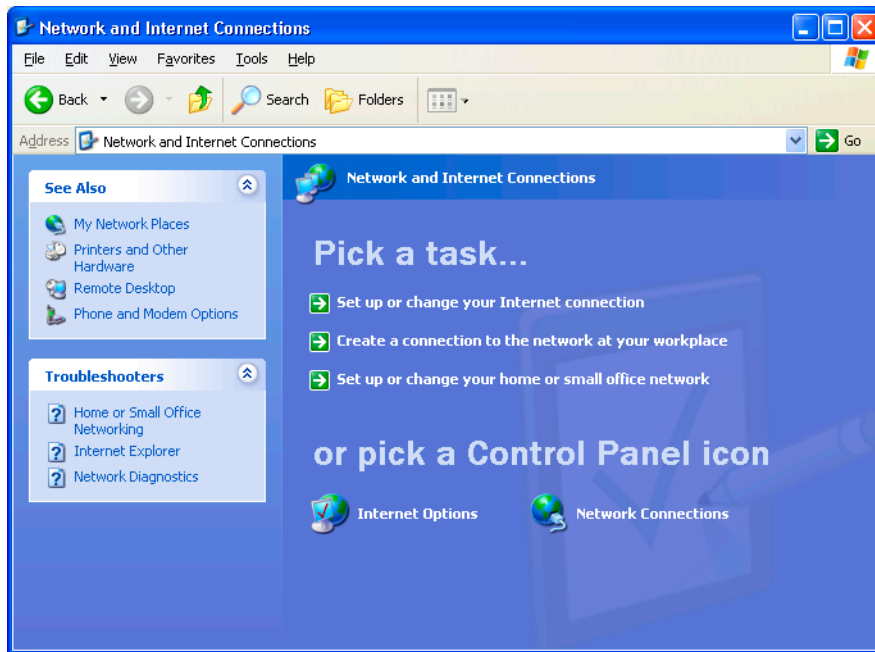 Network and Internet Connections
File Edit View Favorites Tools Help
Back Search Folders
Address Network and Internet Connections Go
See Also
My Network Places
Printers and Other
Hardware
Remote Desktop
Phone and Modem Options
Troubleshooters
Home or Small Office
Networking
Internet Explorer
Network Diagnostics
Network and Internet Connections
Pick a task...
Set up or change your Internet connection
Create a connection to the network at your workplace
Set up or change your home or small office network
or pick a Control Panel icon
Internet Options Network Connections